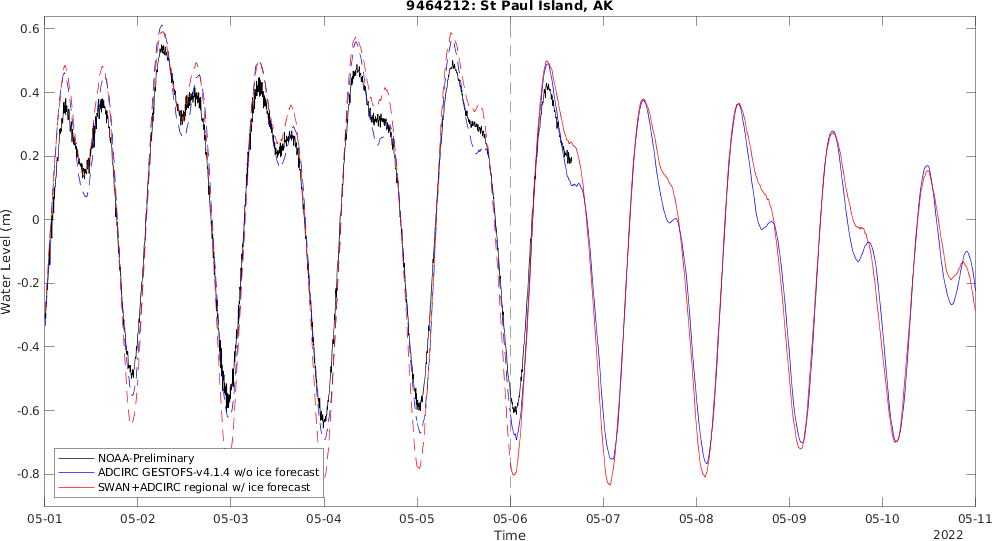 9464212: St Paul Island, AK
0.6
0.4
0.2
0
-0.2
-0.4
-0.6
-0.8
Water Level (m)
NOAA-Preliminary
ADCIRC GESTOFS-v4.1.4 w/o ice forecast
SWAN+ADCIRC regional w/ ice forecast
05-01 05-02 05-03 05-04 05-05 05-06 05-07 05-08 05-09 05-10 05-11
Time
2022